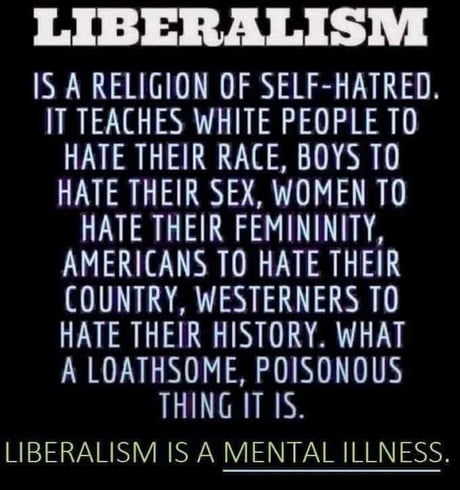 LIBERALISM
IS A RELIGION OF SELF-HATRED.
IT TEACHES WHITE PEOPLE TO
HATE THEIR RACE, BOYS TO
HATE THEIR SEX, WOMEN TO
HATE THEIR FEMININITY,
AMERICANS TO HATE THEIR
COUNTRY, WESTERNERS TO
HATE THEIR HISTORY. WHAT
A LOATHSOME, POISONOUS
THING IT IS.
LIBERALISM IS A MENTAL ILLNESS.